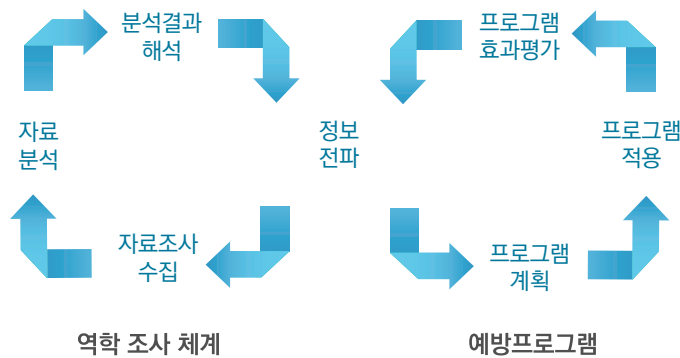 분석결과
해석
프로그램
효과평가
자료
분석
정보
전파
프로그램
적용
자료조사
수집
프로그램
계획
역학 조사 체계
예방프로그램